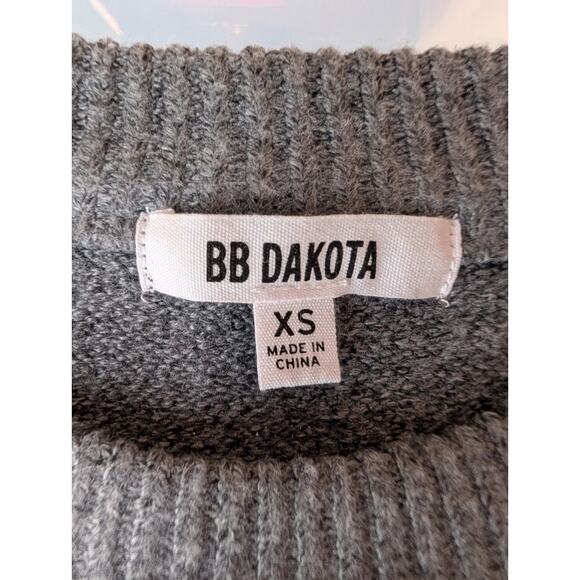 BB DAKOTA
XS
MADE IN
CHINA